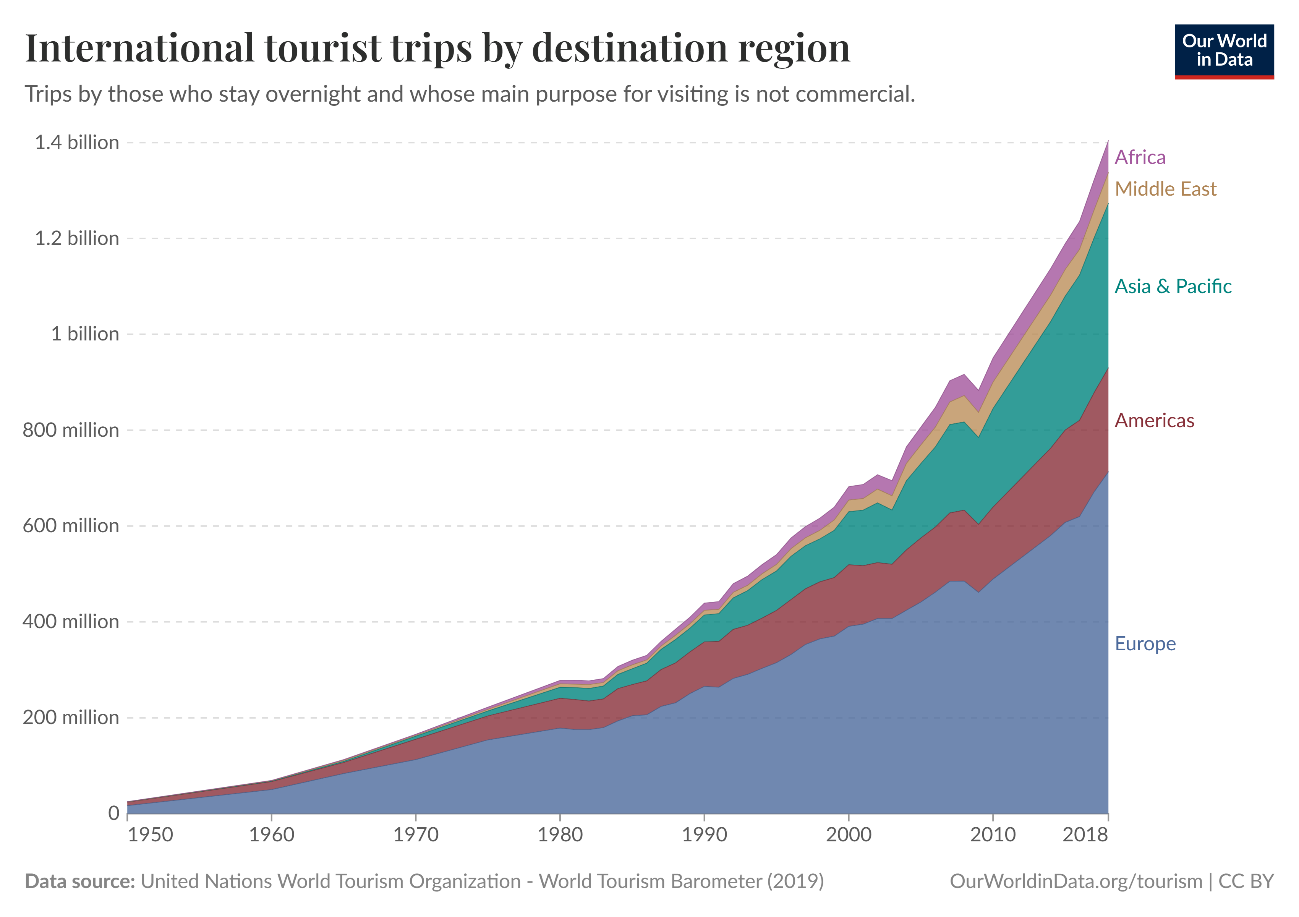 International tourist trips by destination region
Our World
in Data
Trips by those who stay overnight and whose main purpose for visiting is not commercial.
1.4 billion
1.2 billion
1 billion
800 million
600 million
400 million
200 million
0
Africa
Middle East
Asia & Pacific
Americas
Europe
1950
1960
1970
1980
1990
2000
2010
2018
Data source: United Nations World Tourism Organization - World Tourism Barometer (2019)
OurWorldinData.org/tourism | CC BY